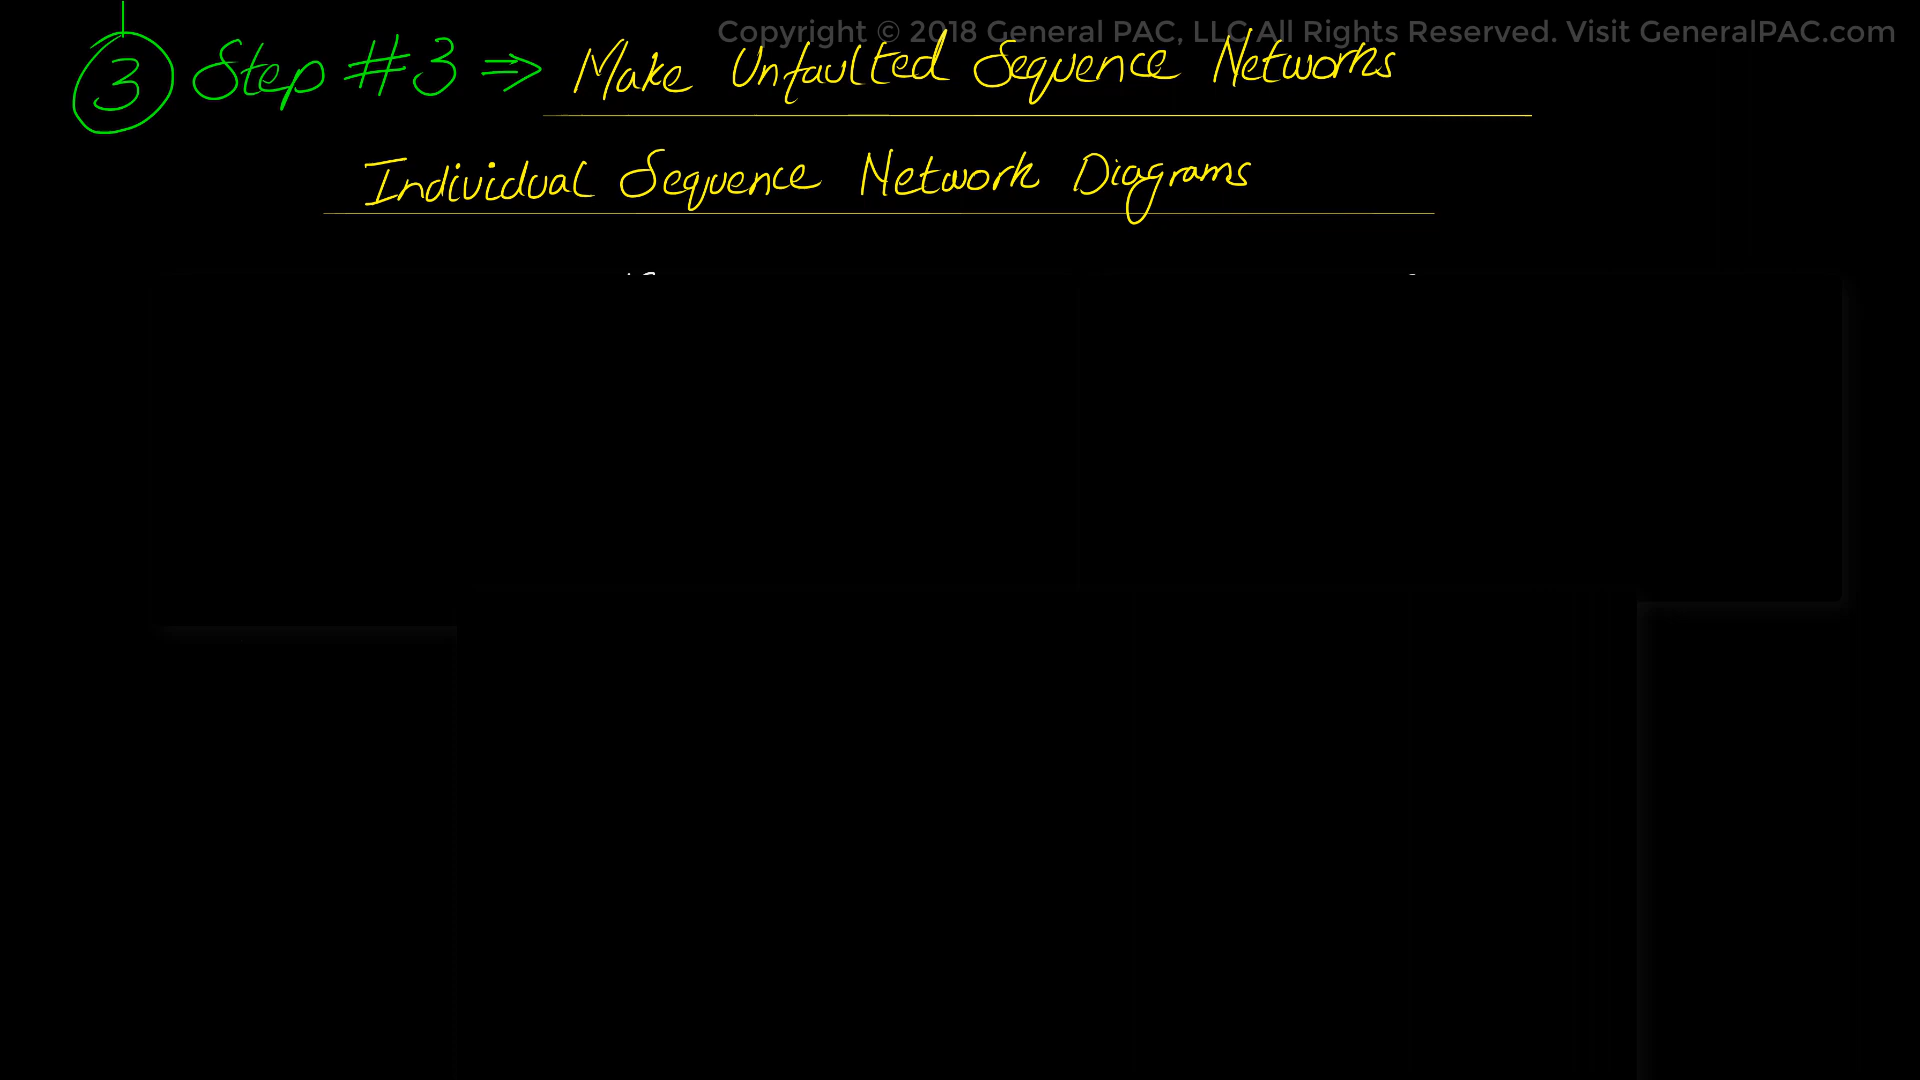 Copyright © 2018 General PAC, LLC All Rights Reserved. Visit GeneralPAC.com
3 Step #3 ⇒ Make Unfaulted Sequence Networks
Individual Sequence Network Diagrams